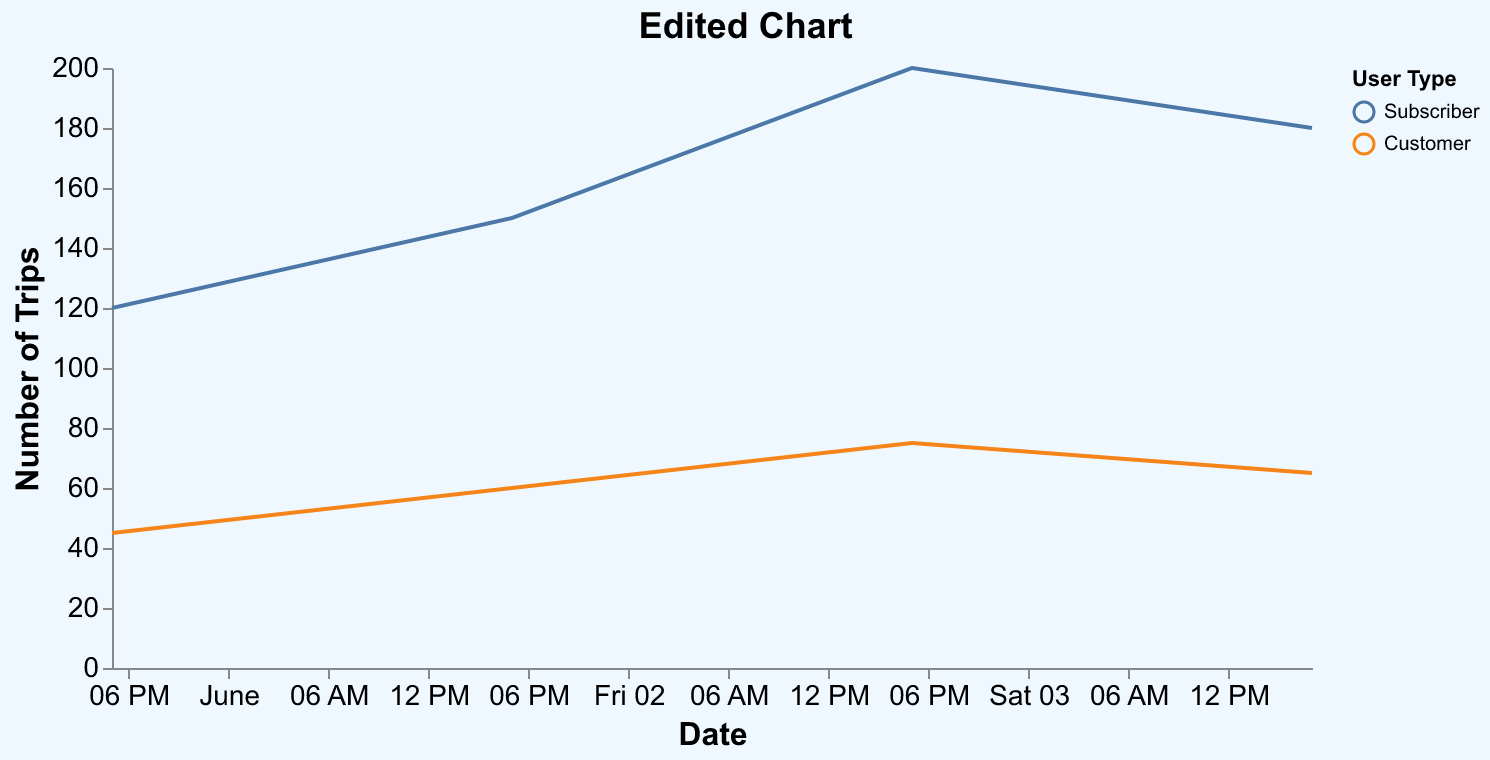 Edited Chart
Number of Trips
200
180
160
140
120
100
80
60
40
20
0
06 PM
June
06 AM
12 PM
06 PM
Fri 02
06 AM
12 PM
06 PM
Sat 03
06 AM
12 PM
Date
User Type
Subscriber
Customer